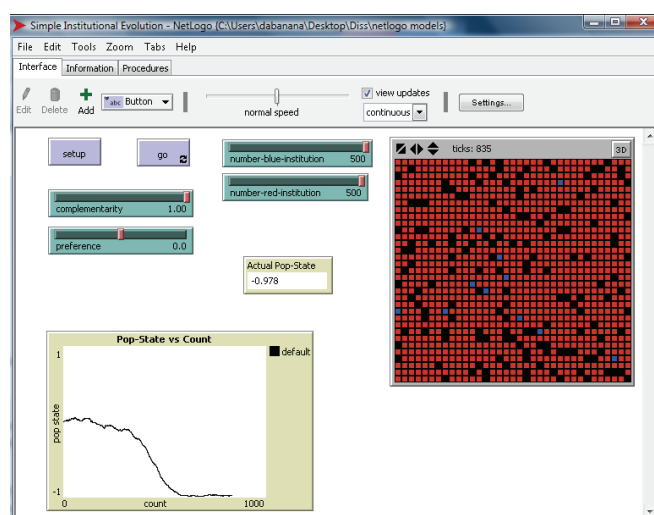 Simple Institutional Evolution - NetLogo {C:\Users\dabanana\Desktop\Diss\netlogo models}
File Edit Tools Zoom Tabs Help
Interface Information Procedures
Edit Delete Add abc Button normal speed view updates continuous Settings...
setup go number-blue-institution 500
number-red-institution 500
complementarity 1.00
preference 0.0
ticks: 835 3D
Actual Pop-State
-0.978
Pop-State vs Count
1 default
pop state
-1
0 count 1000